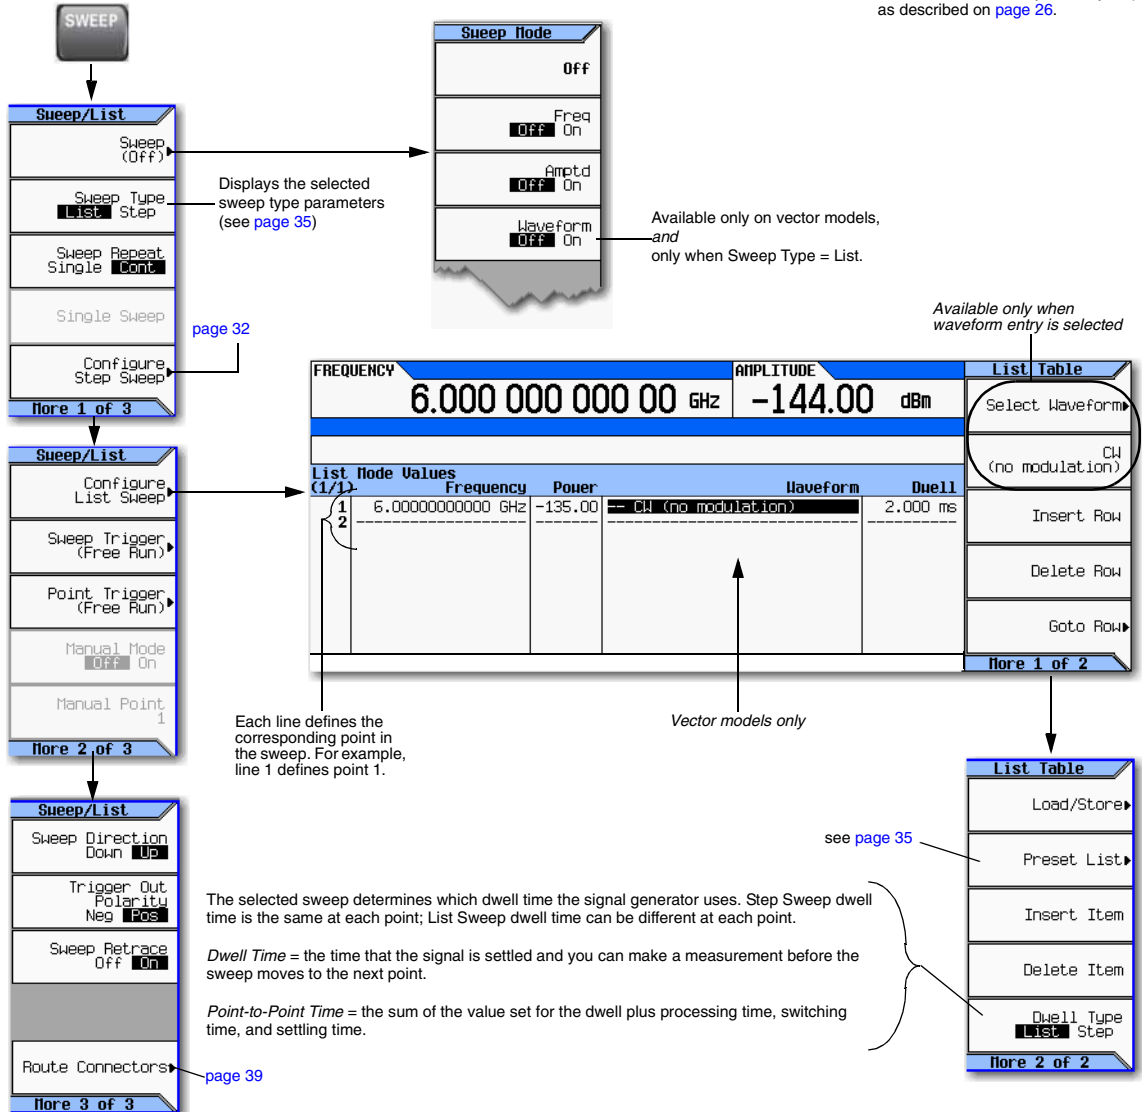 as described on page 26.
SWEEP
Sweep/List
Sweep
(Off)
Sweep Type
List Step
Sweep Repeat
Single Cont
Single Sweep
Configure
Step Sweep
More 1 of 3
Displays the selected
sweep type parameters
(see page 35)
page 32
Sweep Mode
Off
Freq
Off On
Amptd
Off On
Waveform
Off On
Available only on vector models,
and
only when Sweep Type = List.
Available only when
waveform entry is selected
Sweep/List
Configure
List Sweep
Sweep Trigger
(Free Run)
Point Trigger
(Free Run)
Manual Mode
Off On
Manual Point
1
More 2 of 3
FREQUENCY
6.000 000 000 00 GHz
AMPLITUDE
-144.00 dBm
List Mode Values
(1/1) Frequency Power Waveform Dwell
1 6.00000000000 GHz -135.00 -- CW (no modulation) 2.000 ms
2 ------------------ ------- ---------------------------- ----------
List Table
Select Waveform
CW
(no modulation)
Insert Row
Delete Row
Goto Row
More 1 of 2
Each line defines the
corresponding point in
the sweep. For example,
line 1 defines point 1.
Vector models only
Sweep/List
Sweep Direction
Down Up
Trigger Out
Polarity
Neg Pos
Sweep Retrace
Off On
Route Connectors
More 3 of 3
page 39
The selected sweep determines which dwell time the signal generator uses. Step Sweep dwell
time is the same at each point; List Sweep dwell time can be different at each point.
Dwell Time = the time that the signal is settled and you can make a measurement before the
sweep moves to the next point.
Point-to-Point Time = the sum of the value set for the dwell plus processing time, switching
time, and settling time.
see page 35
List Table
Load/Store
Preset List
Insert Item
Delete Item
Dwell Type
List Step
More 2 of 2